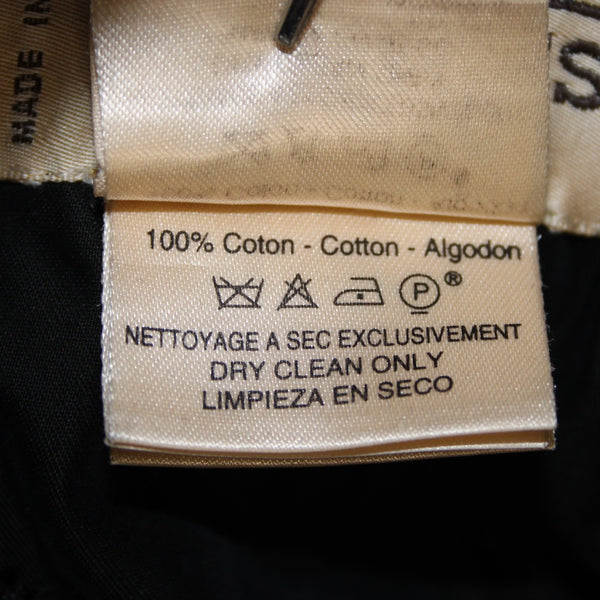 MADE IN
S
100% Coton - Cotton - Algodon
P®
NETTOYAGE A SEC EXCLUSIVEMENT
DRY CLEAN ONLY
LIMPIEZA EN SECO